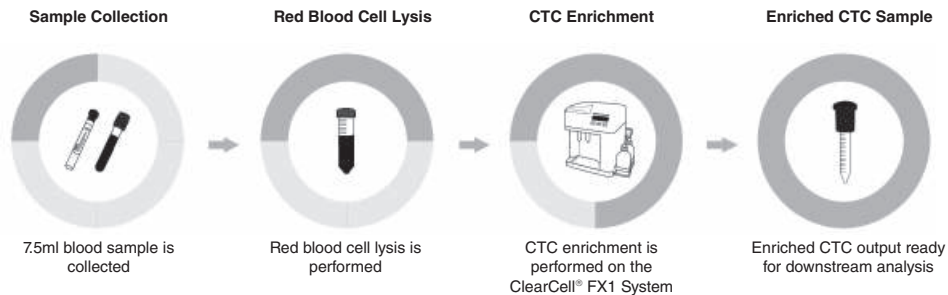 Sample Collection
Red Blood Cell Lysis
CTC Enrichment
Enriched CTC Sample
7.5ml blood sample is
collected
Red blood cell lysis is
performed
CTC enrichment is
performed on the
ClearCell® FX1 System
Enriched CTC output ready
for downstream analysis